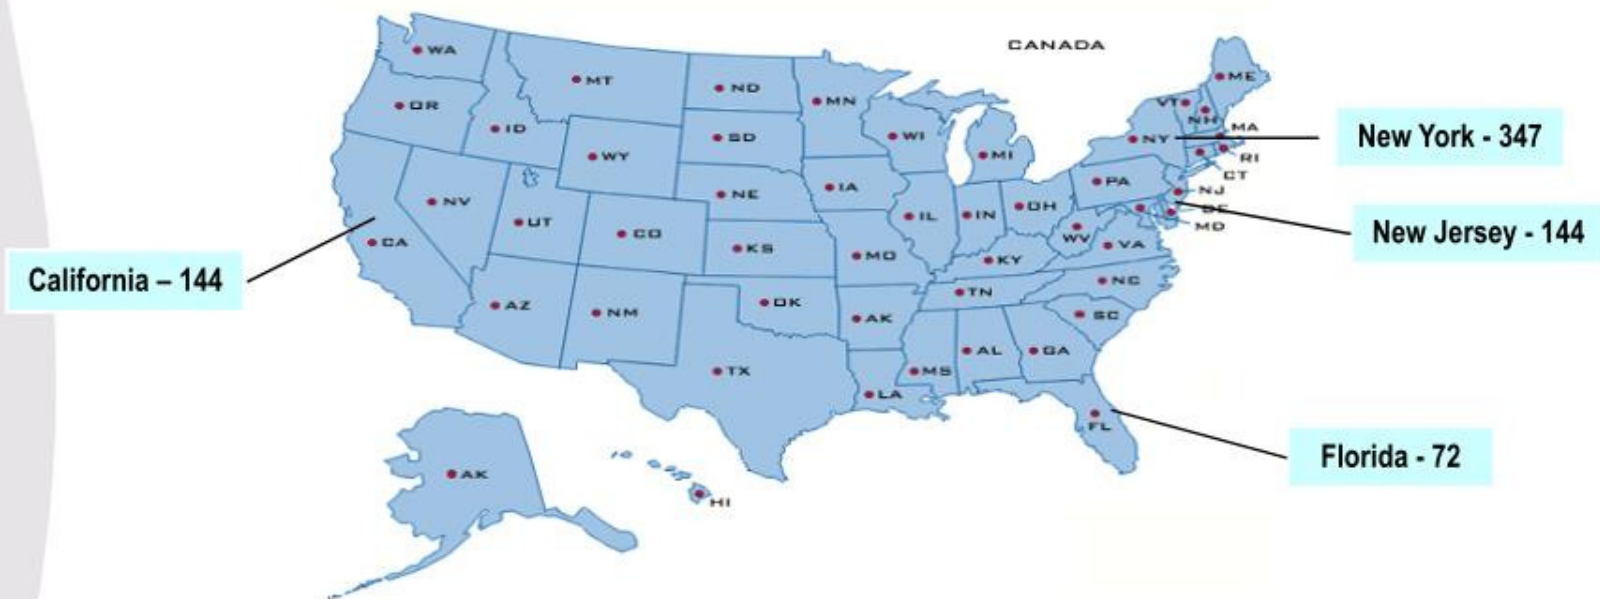 CANADA
WA
MT
ND
MN
ME
VT
NH
OR
ID
SD
WI
MI
NY
MA
RI
CT
New York - 347
WY
NE
IA
PA
NJ
DE
MD
New Jersey - 144
NV
UT
CO
KS
MO
IL
IN
OH
WV
VA
KY
CA
California – 144
AZ
NM
OK
AK
TN
NC
SC
TX
LA
MS
AL
GA
FL
Florida - 72
AK
HI